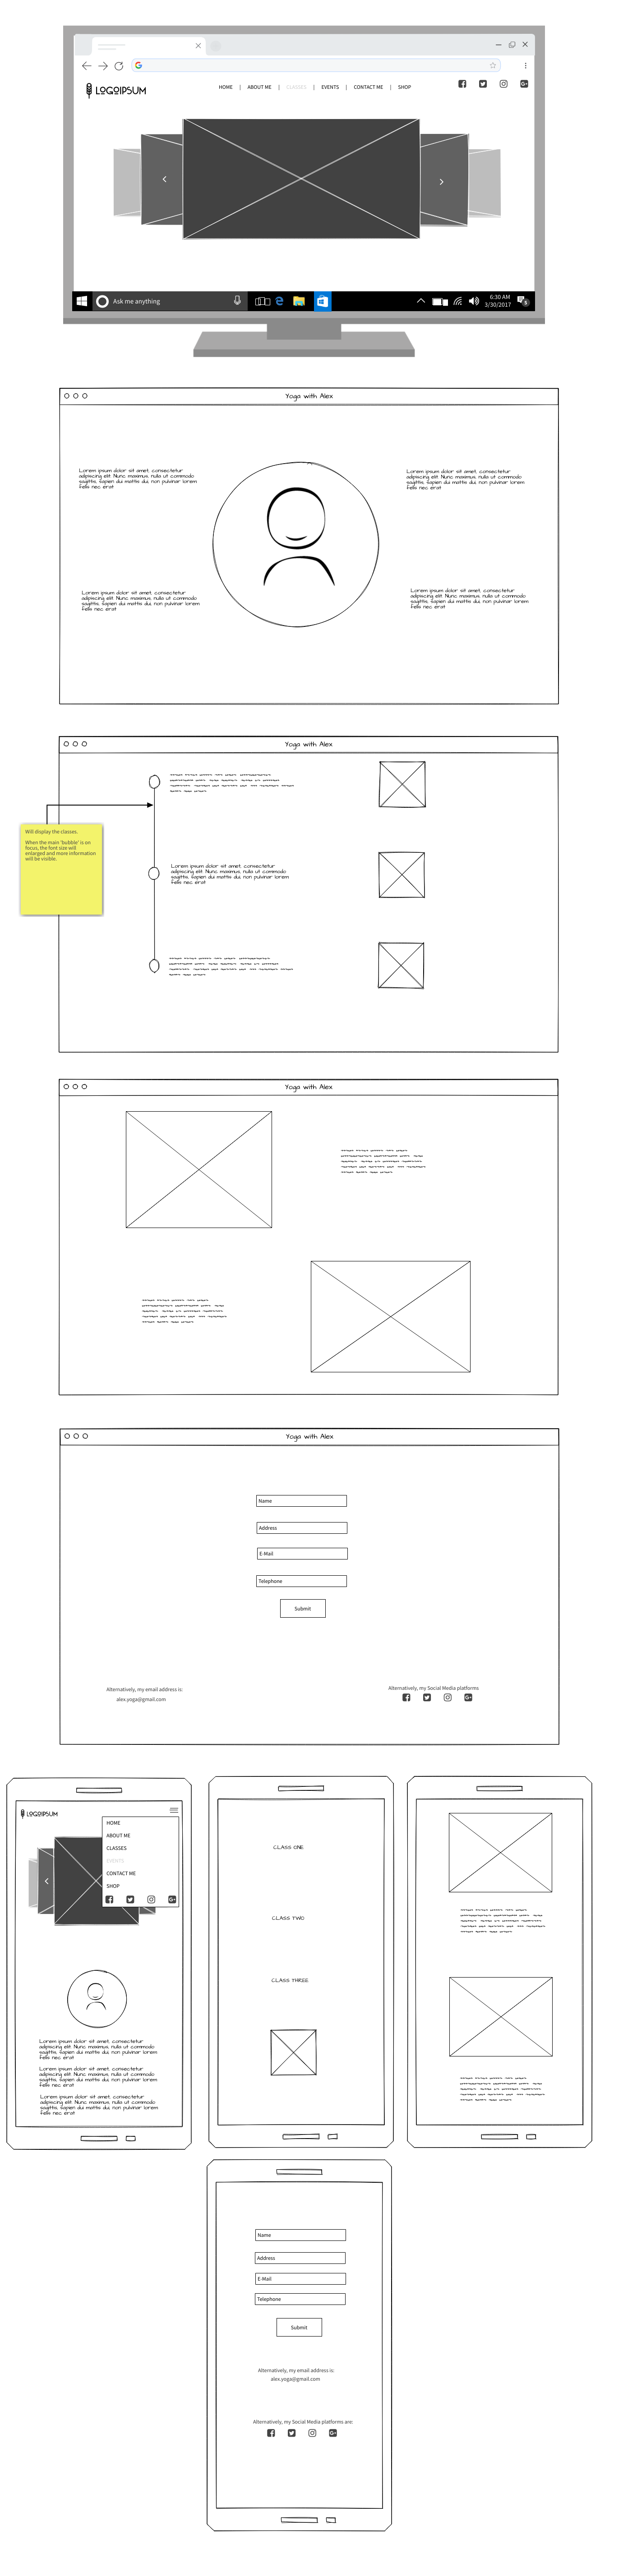 LOGOIPSUM
HOME | ABOUT ME | CLASSES | EVENTS | CONTACT ME | SHOP
Ask me anything
6:30 AM
3/30/2017
Yoga with Alex
Lorem ipsum dolor sit amet, consectetur
adipiscing elit. Nunc maximus, nulla ut commodo
sagittis, sapien dui mattis dui, non pulvinar lorem
felis nec erat
Lorem ipsum dolor sit amet, consectetur
adipiscing elit. Nunc maximus, nulla ut commodo
sagittis, sapien dui mattis dui, non pulvinar lorem
felis nec erat
Lorem ipsum dolor sit amet, consectetur
adipiscing elit. Nunc maximus, nulla ut commodo
sagittis, sapien dui mattis dui, non pulvinar lorem
felis nec erat
Lorem ipsum dolor sit amet, consectetur
adipiscing elit. Nunc maximus, nulla ut commodo
sagittis, sapien dui mattis dui, non pulvinar lorem
felis nec erat
Yoga with Alex
Will display the classes.
When the main 'bubble' is on
focus, the font size will
enlarged and more information
will be visible.
Lorem ipsum dolor sit amet, consectetur
adipiscing elit. Nunc maximus, nulla ut commodo
sagittis, sapien dui mattis dui, non pulvinar lorem
felis nec erat
Yoga with Alex
Yoga with Alex
Name
Address
E-Mail
Telephone
Submit
Alternatively, my email address is:
alex.yoga@gmail.com
Alternatively, my Social Media platforms
LOGOIPSUM
HOME
ABOUT ME
CLASSES
EVENTS
CONTACT ME
SHOP
Lorem ipsum dolor sit amet, consectetur
adipiscing elit. Nunc maximus, nulla ut commodo
sagittis, sapien dui mattis dui, non pulvinar lorem
felis nec erat
Lorem ipsum dolor sit amet, consectetur
adipiscing elit. Nunc maximus, nulla ut commodo
sagittis, sapien dui mattis dui, non pulvinar lorem
felis nec erat
Lorem ipsum dolor sit amet, consectetur
adipiscing elit. Nunc maximus, nulla ut commodo
sagittis, sapien dui mattis dui, non pulvinar lorem
felis nec erat
CLASS ONE
CLASS TWO
CLASS THREE
Name
Address
E-Mail
Telephone
Submit
Alternatively, my email address is:
alex.yoga@gmail.com
Alternatively, my Social Media platforms are: